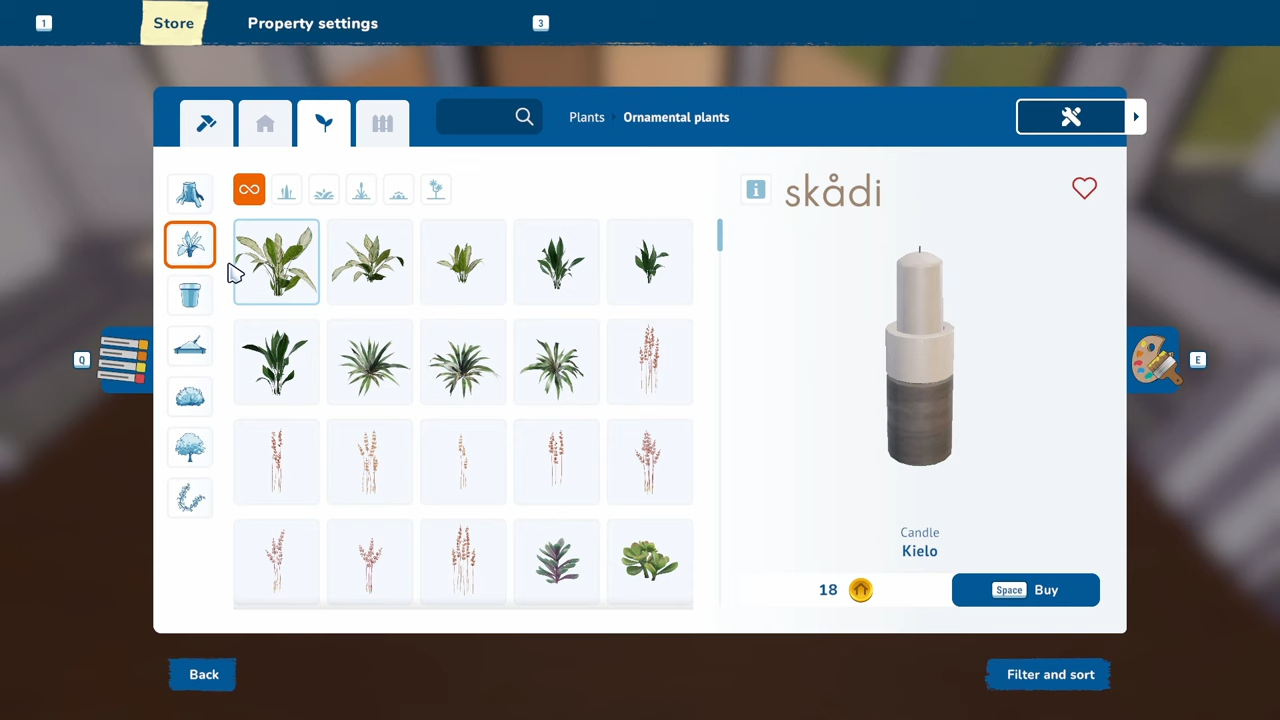 1
Store
Property settings
3
Plants
Ornamental plants
skådi
Q
E
Candle
Kielo
18
Space
Buy
Back
Filter and sort